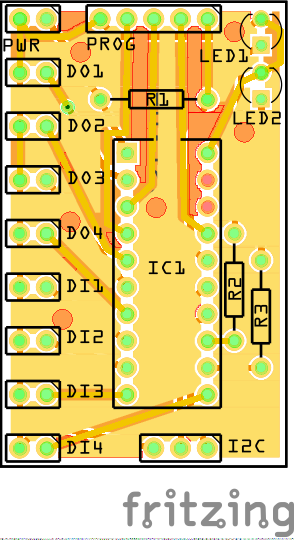 PWR PROG
LED1
DO1
R1
DO2 LED2
DO3
DO4
IC1
DI1 R2 R3
DI2
DI3
DI4 I2C
fritzing